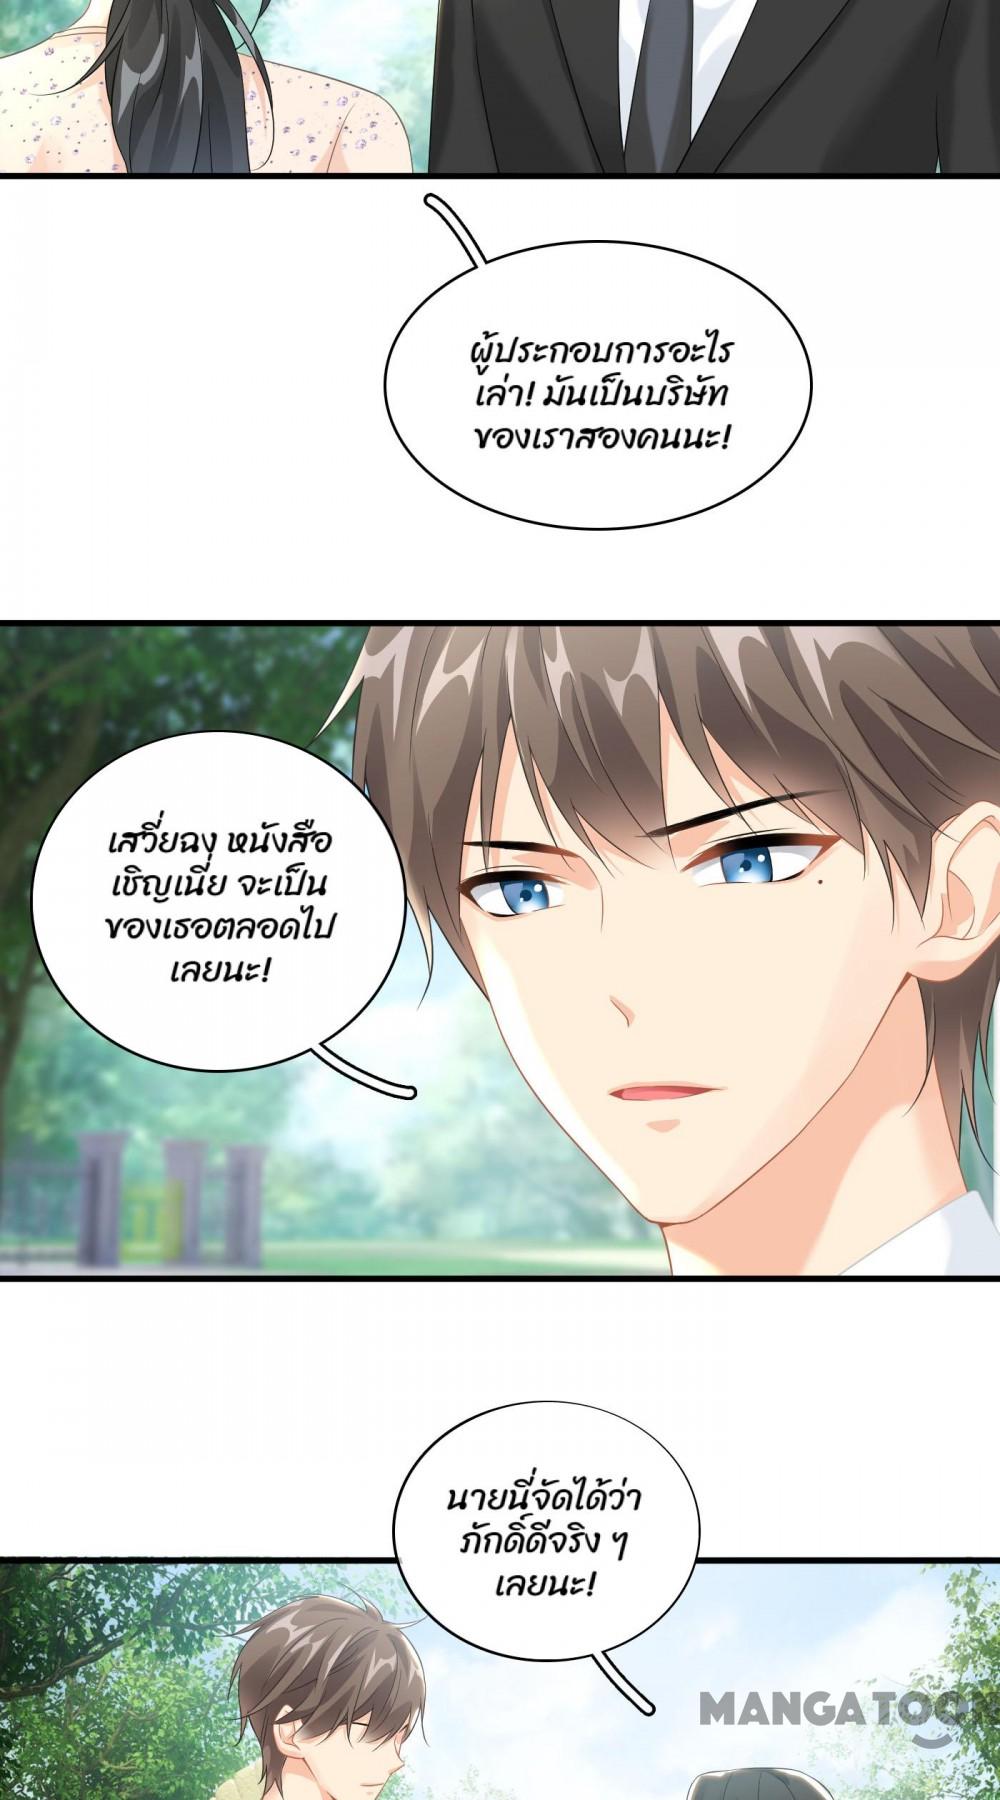 ผู้ประกอบการอะไร
เล่า! มันเป็นบริษัท
ของเราสองคนนะ!
เสวี่ยฉง หนังสือ
เชิญเนี่ย จะเป็น
ของเธอตลอดไป
เลยนะ!
นายนี่จัดได้ว่า
ภักดิ์ดีจริง ๆ
เลยนะ!
MANGA TOON